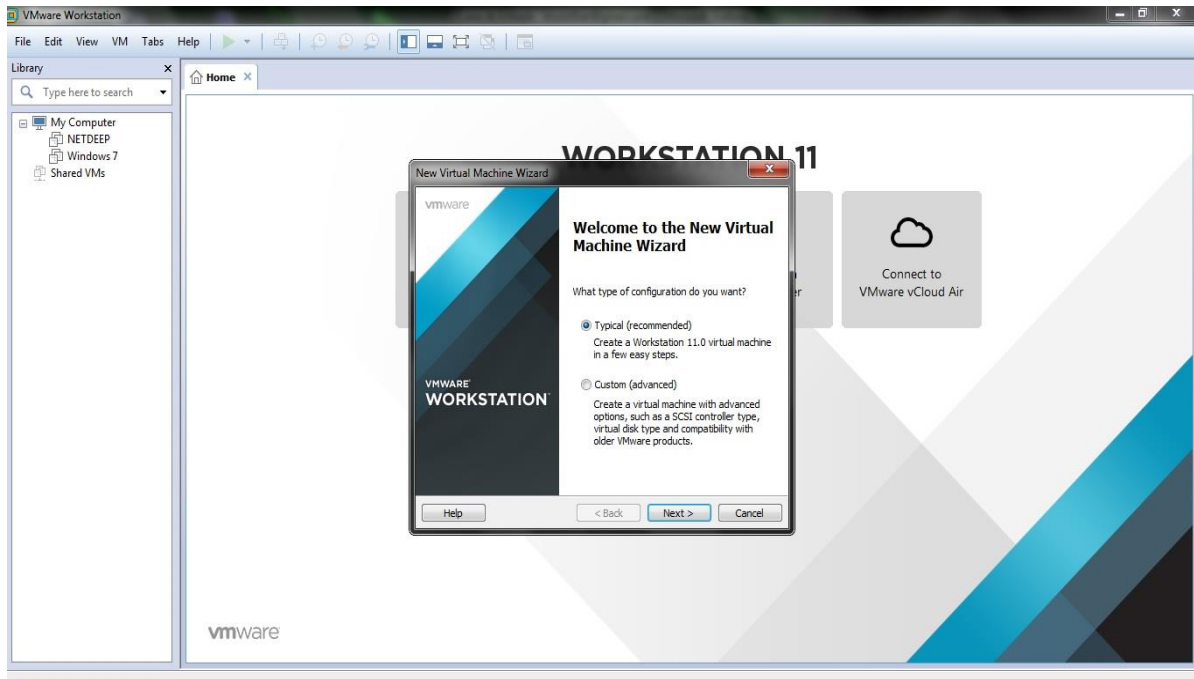 VMware Workstation
File Edit View VM Tabs Help
Library
Type here to search
My Computer
NETDEEP
Windows 7
Shared VMs
Home
WORKSTATION 11
New Virtual Machine Wizard
vmware
VMWARE
WORKSTATION
Welcome to the New Virtual
Machine Wizard
What type of configuration do you want?
Typical (recommended)
Create a Workstation 11.0 virtual machine
in a few easy steps.
Custom (advanced)
Create a virtual machine with advanced
options, such as a SCSI controller type,
virtual disk type and compatibility with
older VMware products.
Help
< Back
Next >
Cancel
Connect to
VMware vCloud Air
vmware